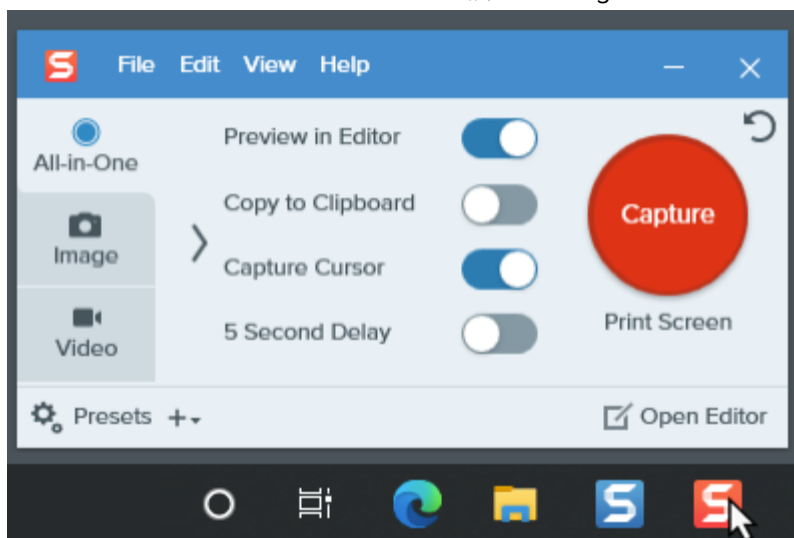 File Edit View Help
All-in-One
Image
Video
Preview in Editor
Copy to Clipboard
Capture Cursor
5 Second Delay
Capture
Print Screen
Presets
Open Editor